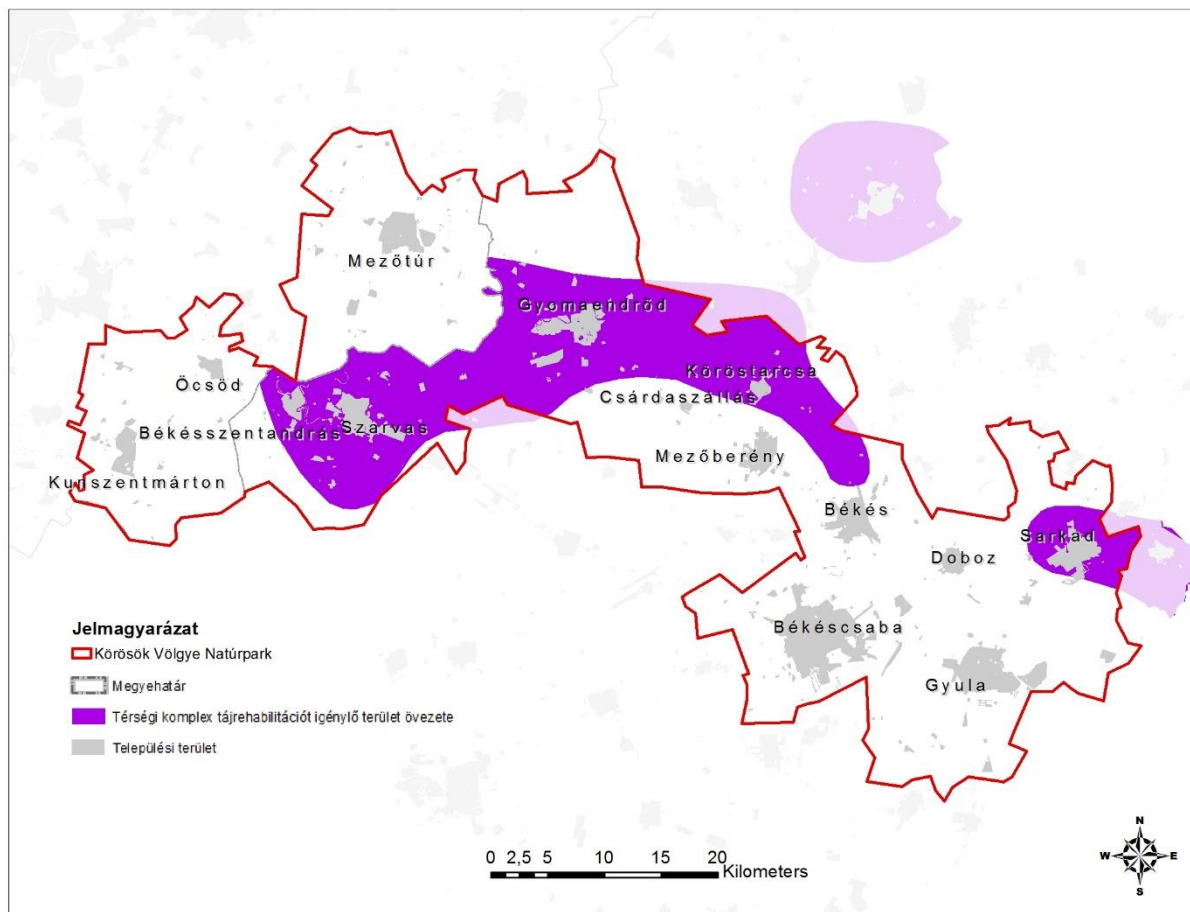 Mezőtúr
Gyomaendrőd
Öcsöd
Köröstarcsa
Csárdaszállás
Békésszentandrás
Szarvas
Mezőberény
Kunszentmárton
Békés
Sarkad
Doboz
Békéscsaba
Gyula
Jelmagyarázat
Körösök Völgye Natúrpark
Megyehatár
Térségi komplex tájrehabilitációt igénylő terület övezete
Települési terület
0 2,5 5 10 15 20
Kilometers
N
W E
S